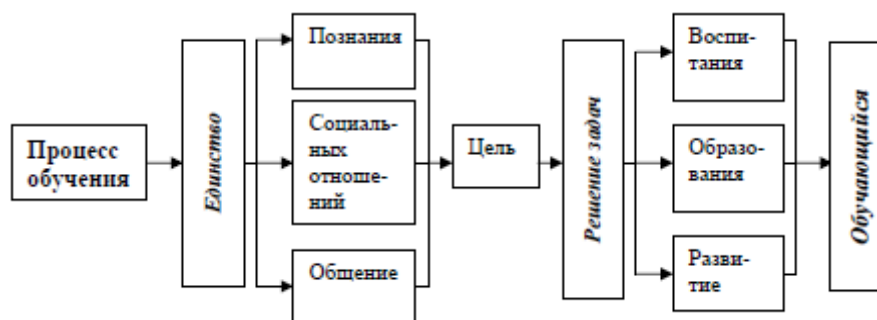 Процесс
обучения
Единство
Познания
Социаль-
ных
отноше-
ний
Общение
Цель
Решение задач
Воспи-
тания
Образо-
вания
Разви-
тие
Обучающийся